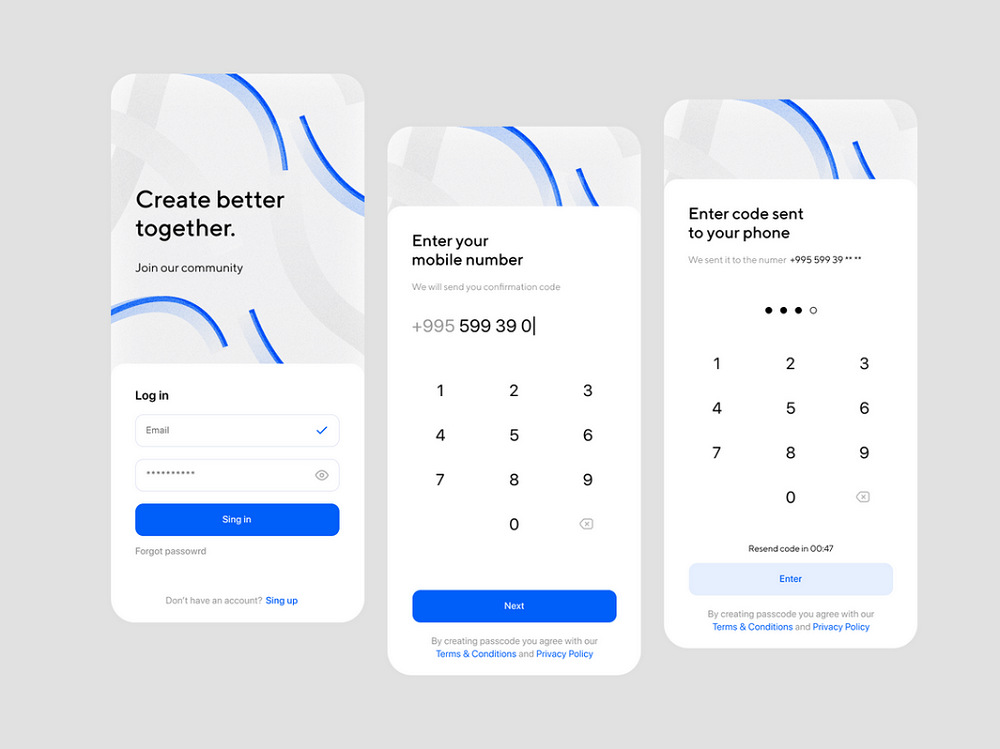 Create better
together.
Join our community
Log in
Email
**********
Sing in
Forgot passowrd
Don't have an account? Sing up
Enter your
mobile number
We will send you confirmation code
+995 599 39 0
1 2 3
4 5 6
7 8 9
0
Next
By creating passcode you agree with our
Terms & Conditions and Privacy Policy
Enter code sent
to your phone
We sent it to the numer +995 599 39 ** **
1 2 3
4 5 6
7 8 9
0
Resend code in 00:47
Enter
By creating passcode you agree with our
Terms & Conditions and Privacy Policy